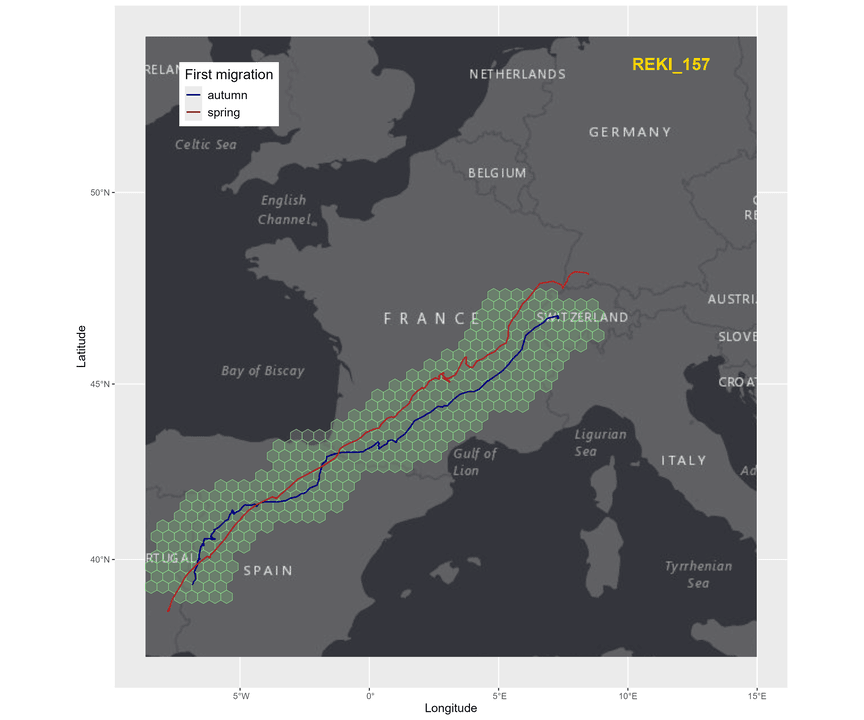 REKI_157
First migration
autumn
spring
RELAN
NETHERLANDS
GERMANY
Celtic Sea
BELGIUM
English
Channel
C
RE
FRANCE
SWITZERLAND
AUSTRI
SLOVE
Bay of Biscay
CROAT
Gulf of
Lion
Ligurian
Sea
ITALY
Ad
RTUGAL
SPAIN
Tyrrhenian
Sea
50°N
45°N
40°N
Latitude
5°W
0°
5°E
10°E
15°E
Longitude